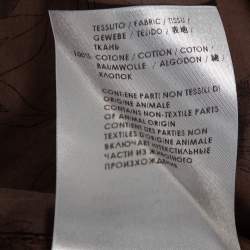 TESSUTO / FABRIC / TISSU /
GEWEBE / TEJIDO / 表地 /
ТКАНЬ
100% COTONE / COTTON / COTON /
BAUMWOLLE / ALGODON / 綿 /
ХЛОПОК
CONTIENE PARTI NON TESSILI DI
ORIGINE ANIMALE
CONTAINS NON-TEXTILE PARTS
OF ANIMAL ORIGIN
CONTIENT DES PARTIES NON
TEXTILES D'ORIGINE ANIMALE
ВКЛЮЧАЕТ НЕТЕКСТИЛЬНЫЕ
ЧАСТИ ИЗ ЖИВОТНОГО
ПРОИЗХОЖДЕНИЯ